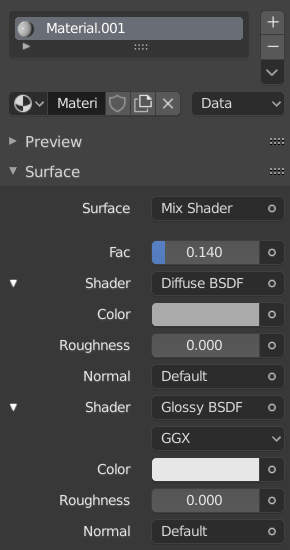 Material.001
Materi
Data
Preview
Surface
Surface Mix Shader
Fac 0.140
Shader Diffuse BSDF
Color
Roughness 0.000
Normal Default
Shader Glossy BSDF
GGX
Color
Roughness 0.000
Normal Default